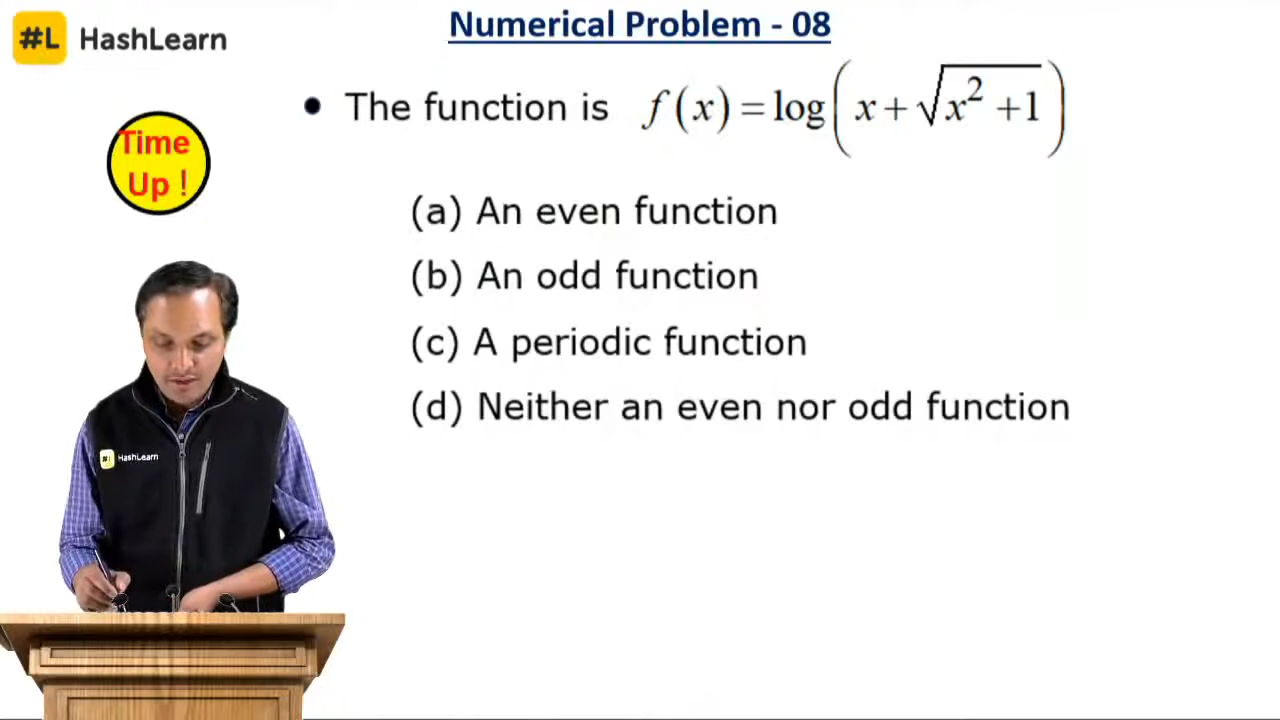 #L HashLearn
Numerical Problem - 08
• The function is f(x) = log(x + √(x² + 1))
Time
Up !
(a) An even function
(b) An odd function
(c) A periodic function
(d) Neither an even nor odd function
#L HashLearn